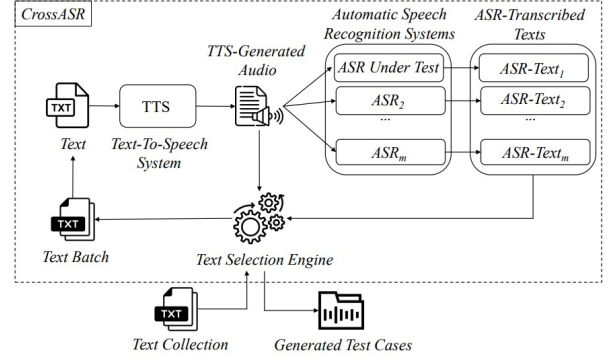 CrossASR
Automatic Speech
Recognition Systems
ASR-Transcribed
Texts
TTS-Generated
Audio
TXT
Text
TTS
Text-To-Speech
System
ASR Under Test
ASR2
...
ASRm
ASR-Text1
ASR-Text2
...
ASR-Textm
TXT
Text Batch
Text Selection Engine
TXT
Text Collection
Generated Test Cases